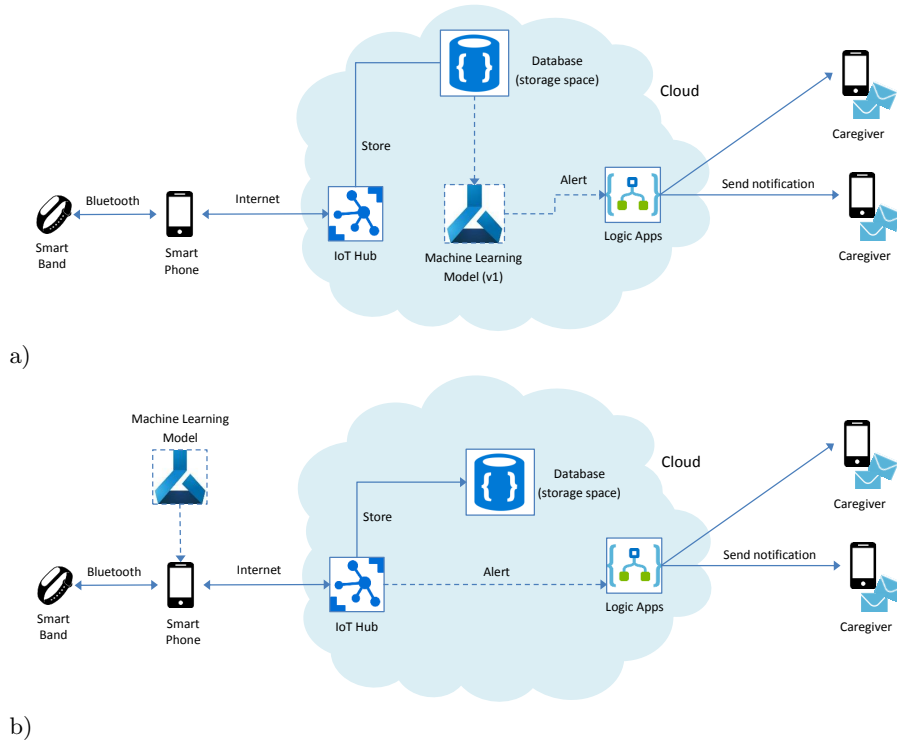 Database
(storage space)
Cloud
Caregiver
Store
Alert
Send notification
Bluetooth
Internet
Smart
Band
Smart
Phone
IoT Hub
Machine Learning
Model (v1)
Logic Apps
Caregiver
a)
Machine Learning
Model
Cloud
Database
(storage space)
Caregiver
Store
Send notification
Bluetooth
Internet
Alert
Smart
Band
Smart
Phone
IoT Hub
Logic Apps
Caregiver
b)